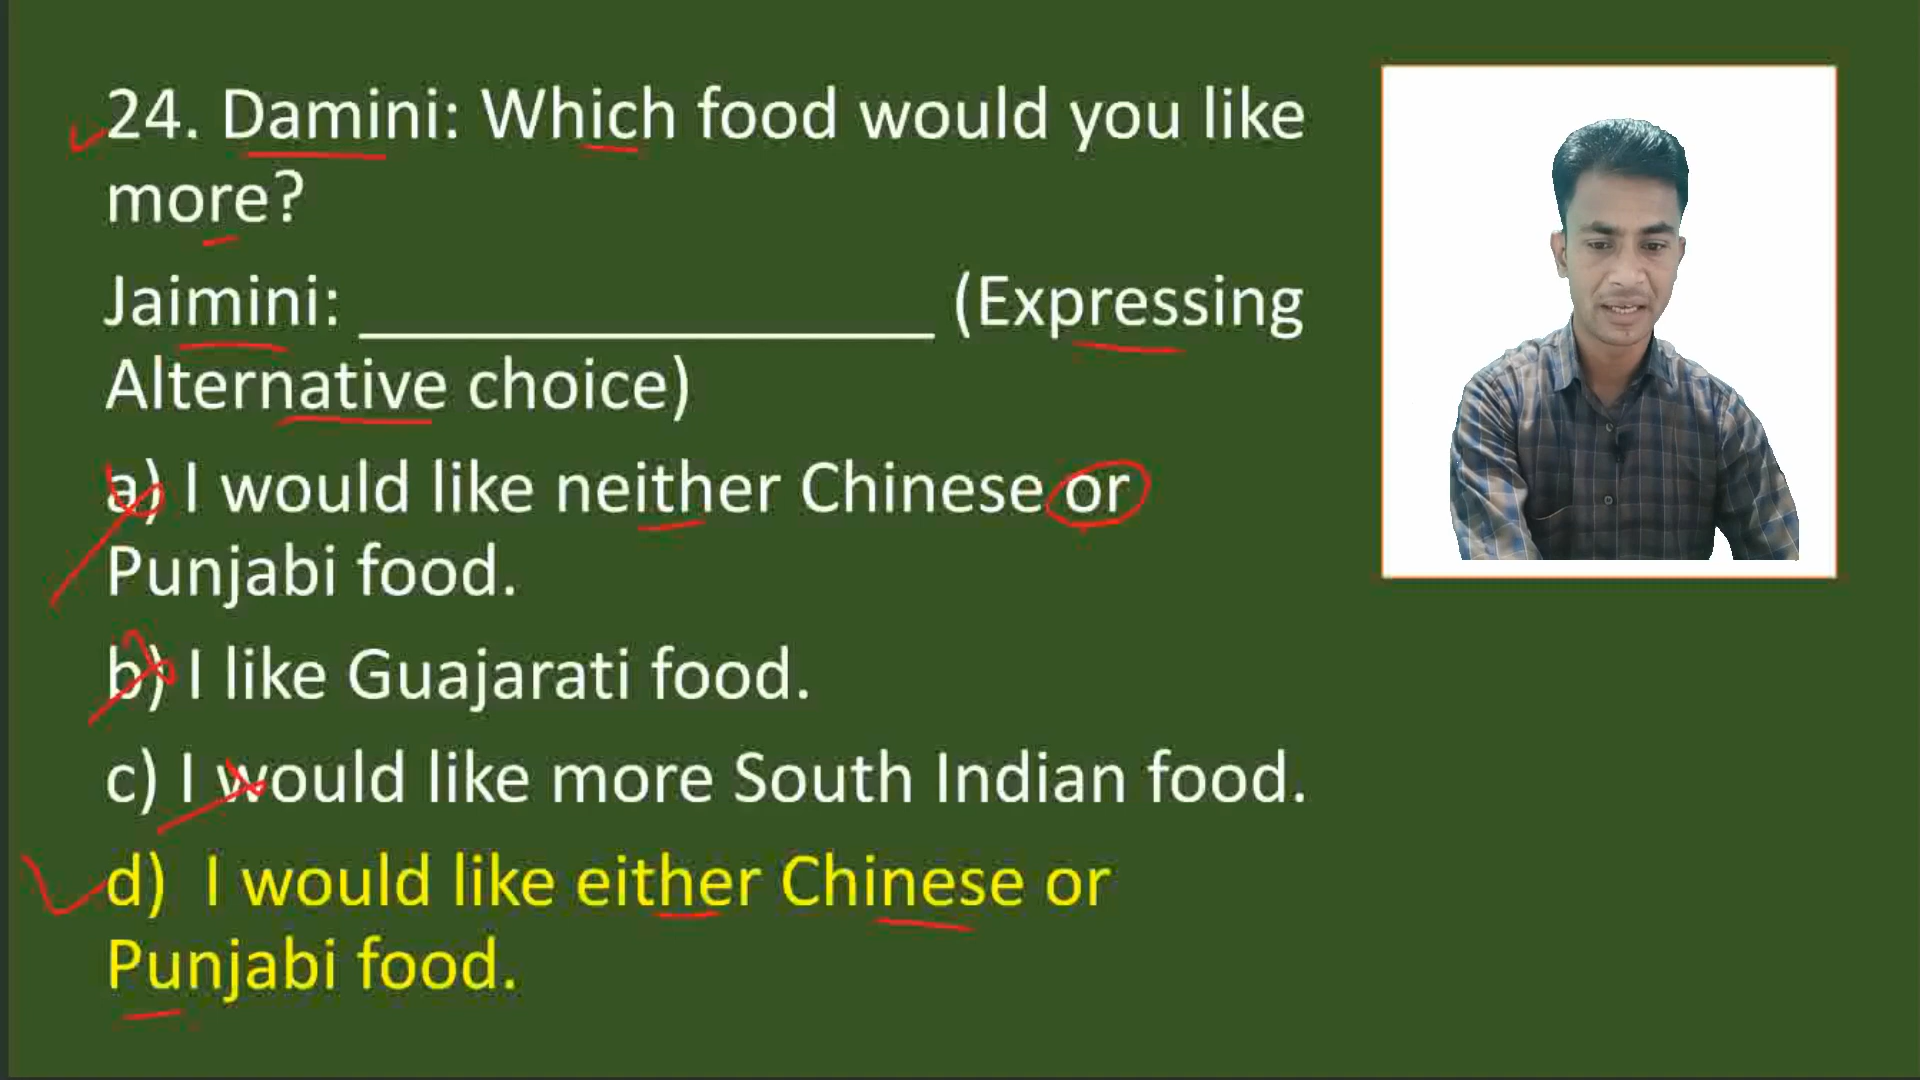 24. Damini: Which food would you like
more?
Jaimini: _________________ (Expressing
Alternative choice)
a) I would like neither Chinese or
Punjabi food.
b) I like Guajarati food.
c) I would like more South Indian food.
d) I would like either Chinese or
Punjabi food.